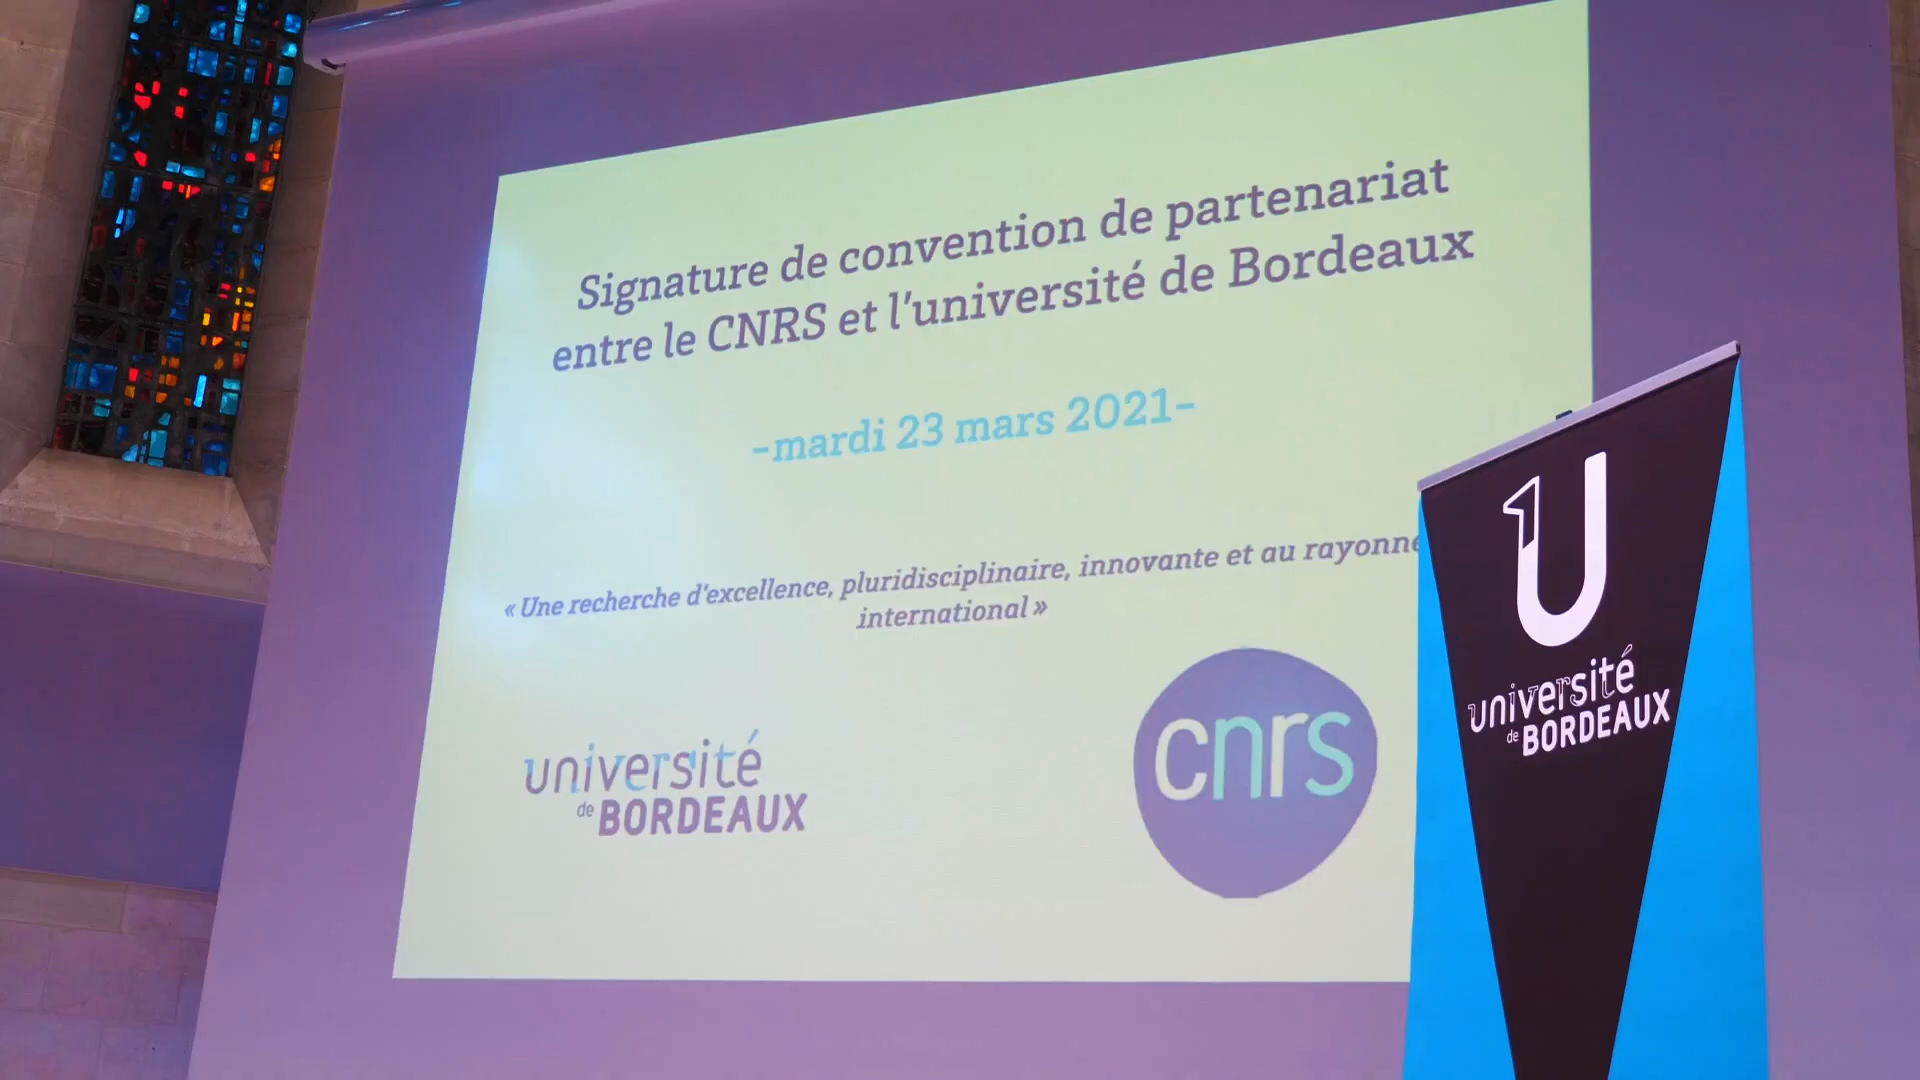 Signature de convention de partenariat
entre le CNRS et l'université de Bordeaux
-mardi 23 mars 2021-
« Une recherche d'excellence, pluridisciplinaire, innovante et au
international »
université
de BORDEAUX
cnrs
U
université
de BORDEAUX